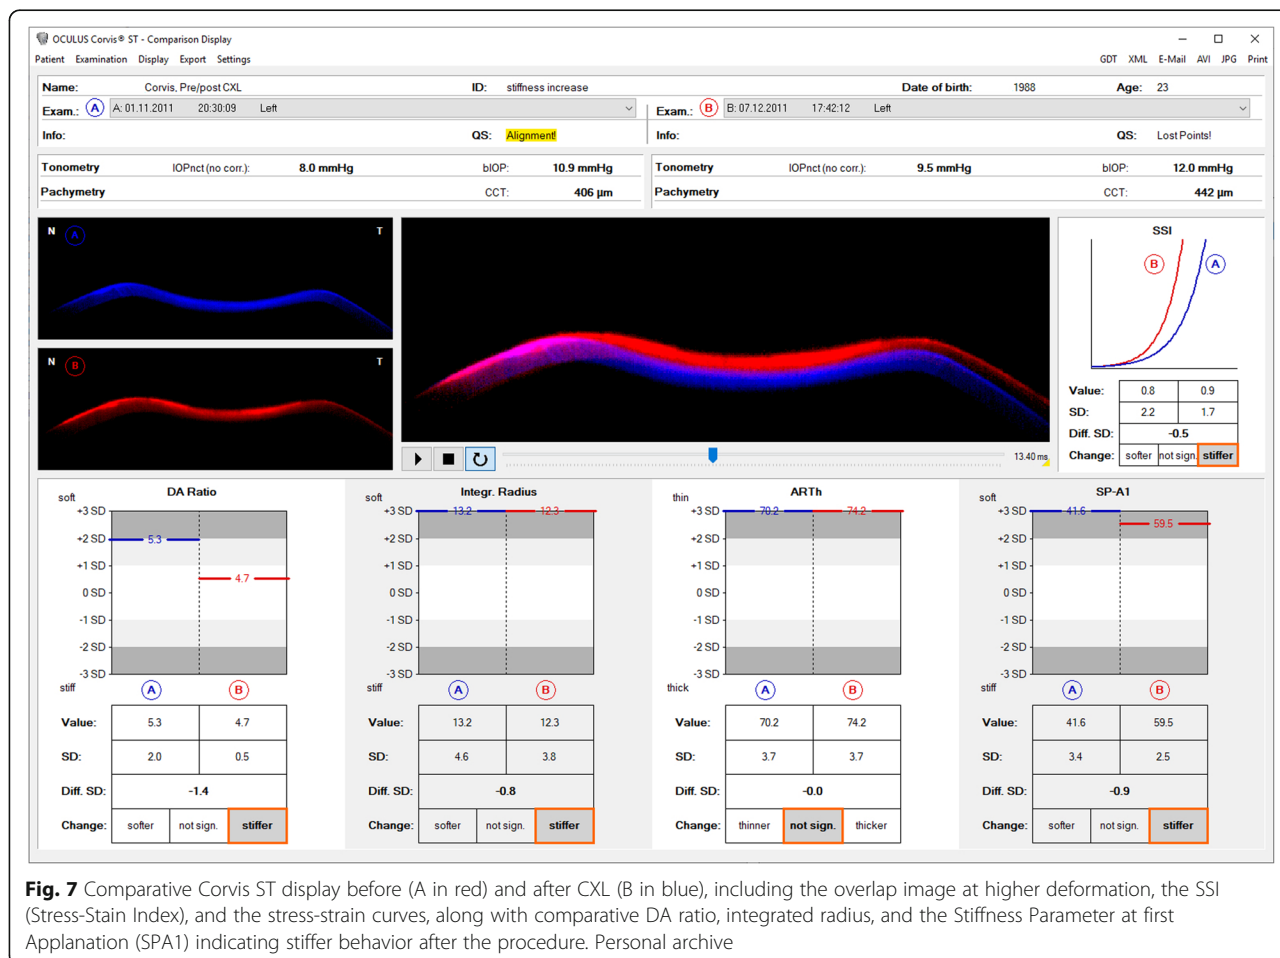 OCULUS Corvis® ST - Comparison Display
Patient Examination Display Export Settings GDT XML E-Mail AVI JPG Print
Name: Corvis, Pre/post CXL ID: stiffness increase Date of birth: 1988 Age: 23
Exam.: A A: 01.11.2011 20:30:09 Left Exam.: B B: 07.12.2011 17:42:12 Left
Info: QS: Alignment! Info: QS: Lost Points!
Tonometry IOPnct (no corr.): 8.0 mmHg bIOP: 10.9 mmHg Tonometry IOPnct (no corr.): 9.5 mmHg bIOP: 12.0 mmHg
Pachymetry CCT: 406 µm Pachymetry CCT: 442 µm
N A T
N B T
13.40 ms
SSI
B A
Value: 0.8 0.9
SD: 2.2 1.7
Diff. SD: -0.5
Change: softer not sign. stiffer
DA Ratio
soft
+3 SD
+2 SD
+1 SD
0 SD
-1 SD
-2 SD
-3 SD
5.3
4.7
stiff A B
Value: 5.3 4.7
SD: 2.0 0.5
Diff. SD: -1.4
Change: softer not sign. stiffer
Integr. Radius
soft
+3 SD
+2 SD
+1 SD
0 SD
-1 SD
-2 SD
-3 SD
13.2 12.3
stiff A B
Value: 13.2 12.3
SD: 4.6 3.8
Diff. SD: -0.8
Change: softer not sign. stiffer
ARTh
thin
+3 SD
+2 SD
+1 SD
0 SD
-1 SD
-2 SD
-3 SD
70.2 74.2
thick A B
Value: 70.2 74.2
SD: 3.7 3.7
Diff. SD: -0.0
Change: thinner not sign. thicker
SP-A1
soft
+3 SD
+2 SD
+1 SD
0 SD
-1 SD
-2 SD
-3 SD
41.6
59.5
stiff A B
Value: 41.6 59.5
SD: 3.4 2.5
Diff. SD: -0.9
Change: softer not sign. stiffer
Fig. 7 Comparative Corvis ST display before (A in red) and after CXL (B in blue), including the overlap image at higher deformation, the SSI
(Stress-Stain Index), and the stress-strain curves, along with comparative DA ratio, integrated radius, and the Stiffness Parameter at first
Applanation (SPA1) indicating stiffer behavior after the procedure. Personal archive